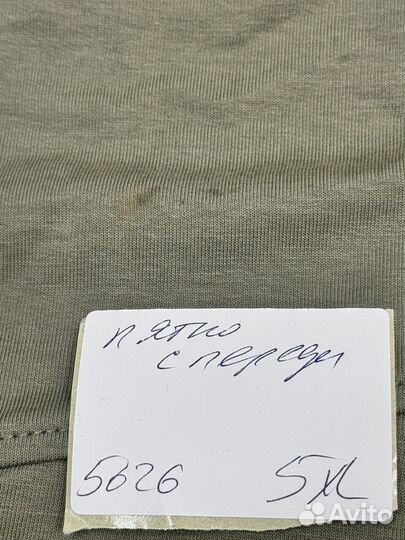 пятно
с переди
5626 5XL
Avito